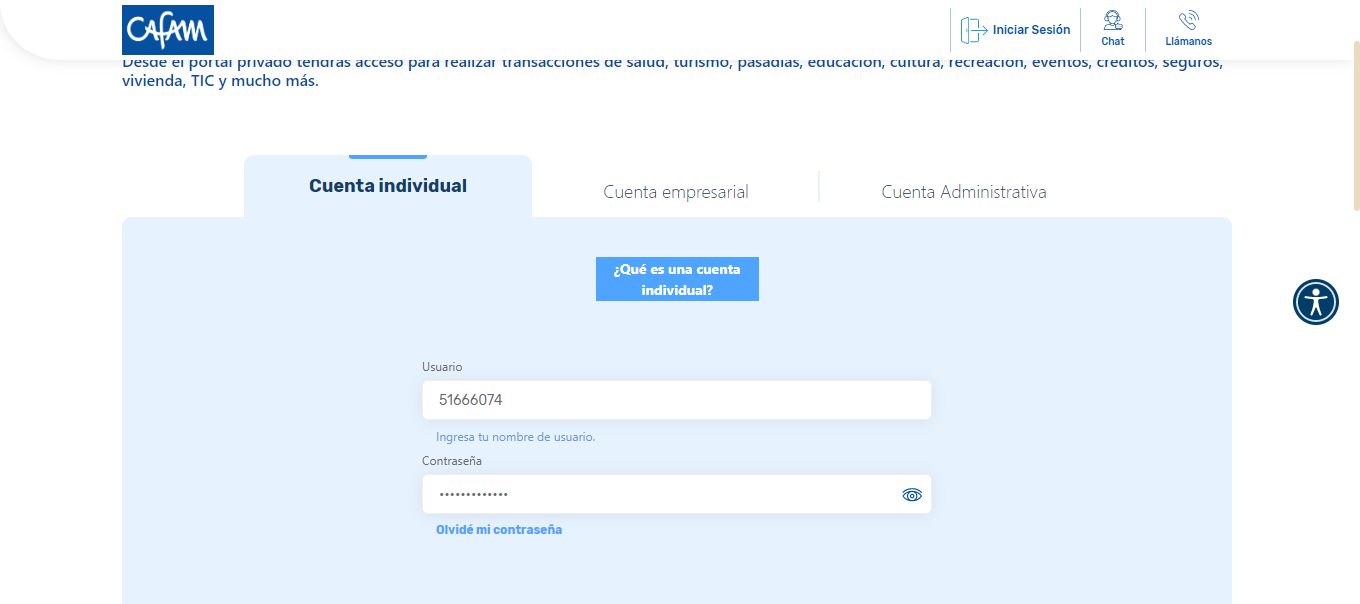 CAFAM
Iniciar Sesión
Chat
Llámanos
Desde el portal privado tendrás acceso para realizar transacciones de salud, turismo, pasadías, educación, cultura, recreación, eventos, créditos, seguros,
vivienda, TIC y mucho más.
Cuenta individual
Cuenta empresarial
Cuenta Administrativa
¿Qué es una cuenta
individual?
Usuario
51666074
Ingresa tu nombre de usuario.
Contraseña
•••••••••••••
Olvidé mi contraseña